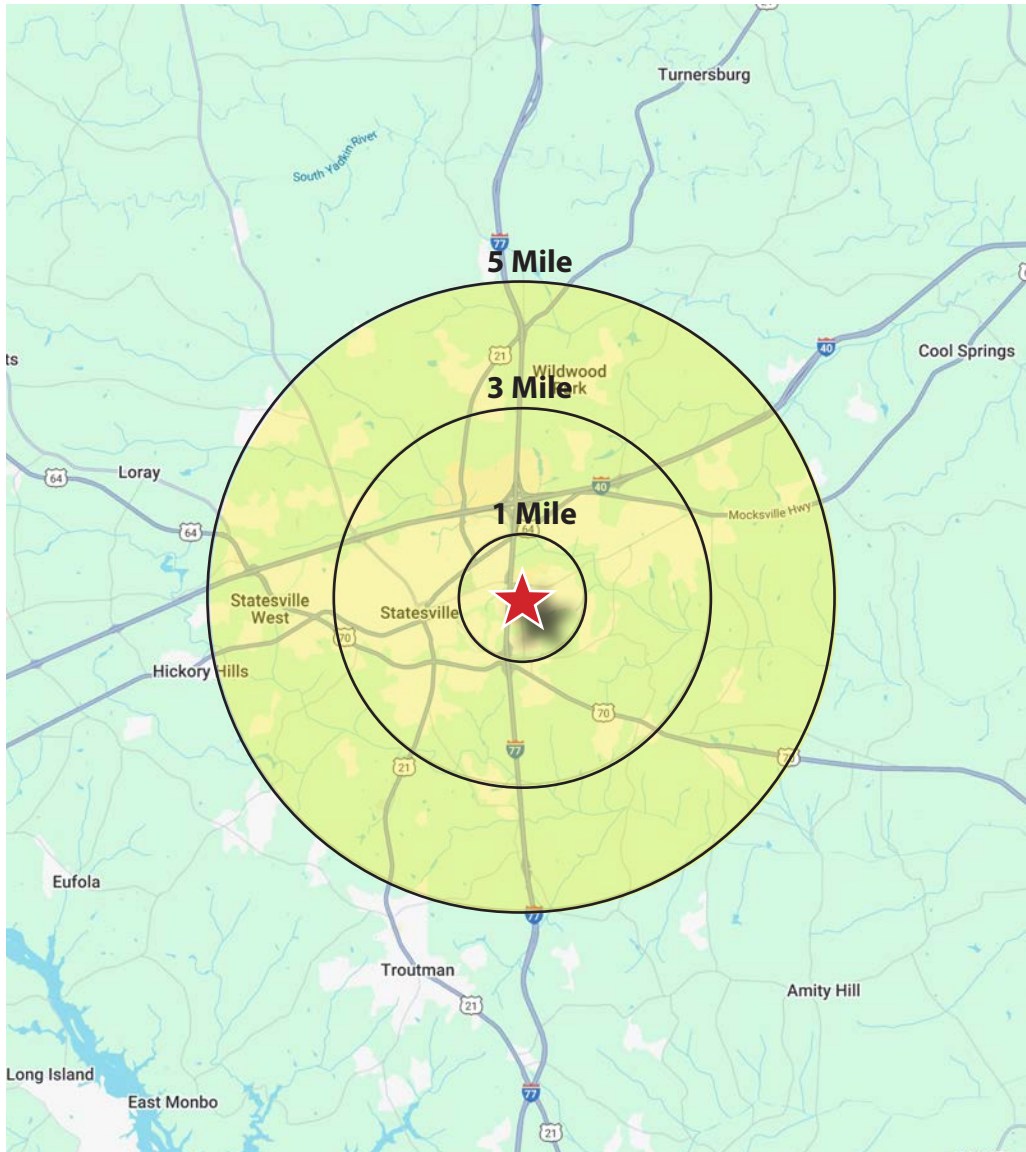 21
Turnersburg
South Yadkin River
77
5 Mile
40
Cool Springs
ts
21
Wildwood
Park
3 Mile
Loray
64
40
1 Mile
Mocksville Hwy
64
64
Statesville
West
Statesville
70
Hickory Hills
70
77
70
21
Eufola
77
Troutman
Amity Hill
21
Long Island
77
East Monbo
21